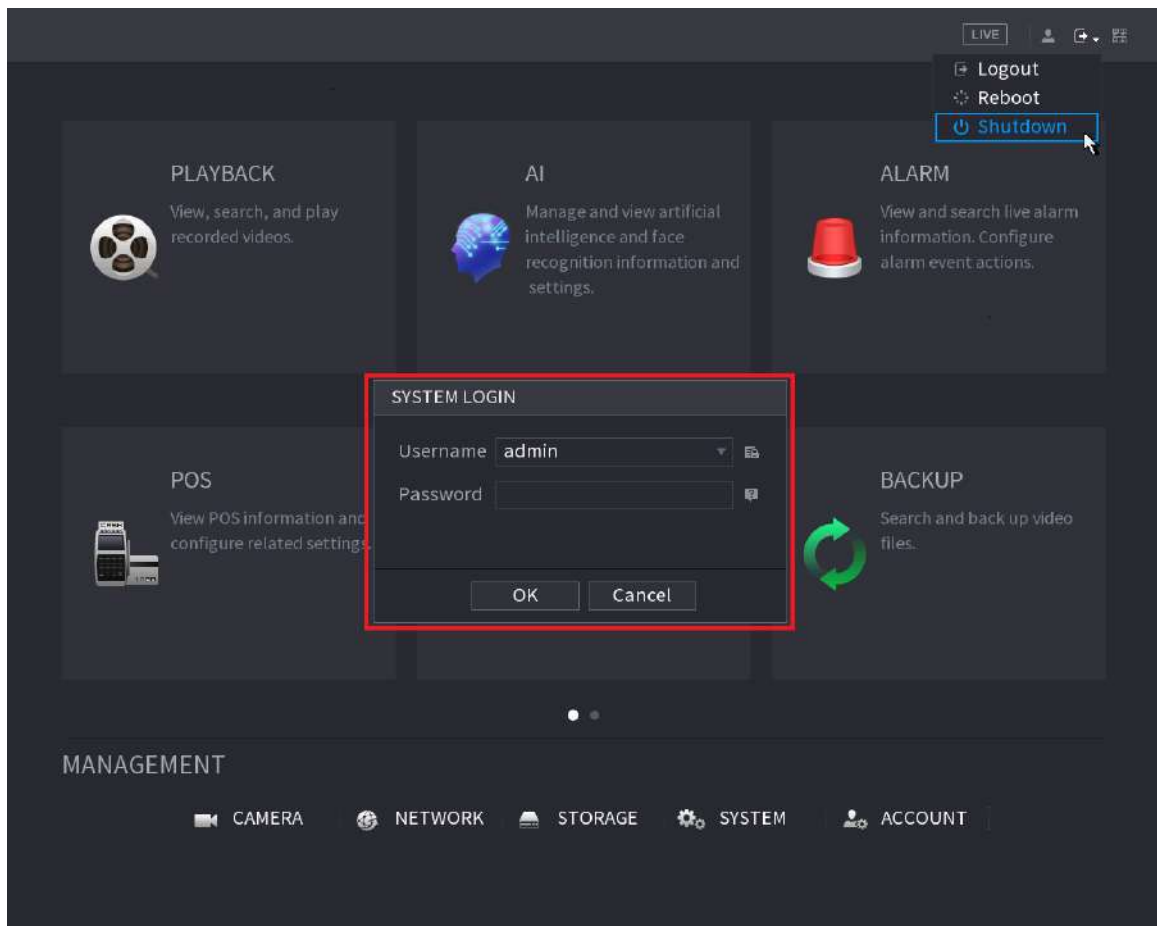 LIVE
Logout
Reboot
Shutdown
PLAYBACK
View, search, and play
recorded videos.
AI
Manage and view artificial
intelligence and face
recognition information and
settings.
ALARM
View and search live alarm
information. Configure
alarm event actions.
SYSTEM LOGIN
Username admin
Password
OK Cancel
POS
View POS information and
configure related settings.
BACKUP
Search and back up video
files.
MANAGEMENT
CAMERA NETWORK STORAGE SYSTEM ACCOUNT